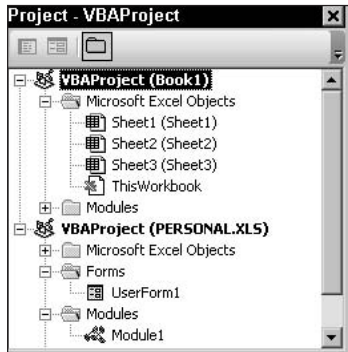 Project - VBAProject
VBAProject (Book1)
Microsoft Excel Objects
Sheet1 (Sheet1)
Sheet2 (Sheet2)
Sheet3 (Sheet3)
ThisWorkbook
Modules
VBAProject (PERSONAL.XLS)
Microsoft Excel Objects
Forms
UserForm1
Modules
Module1